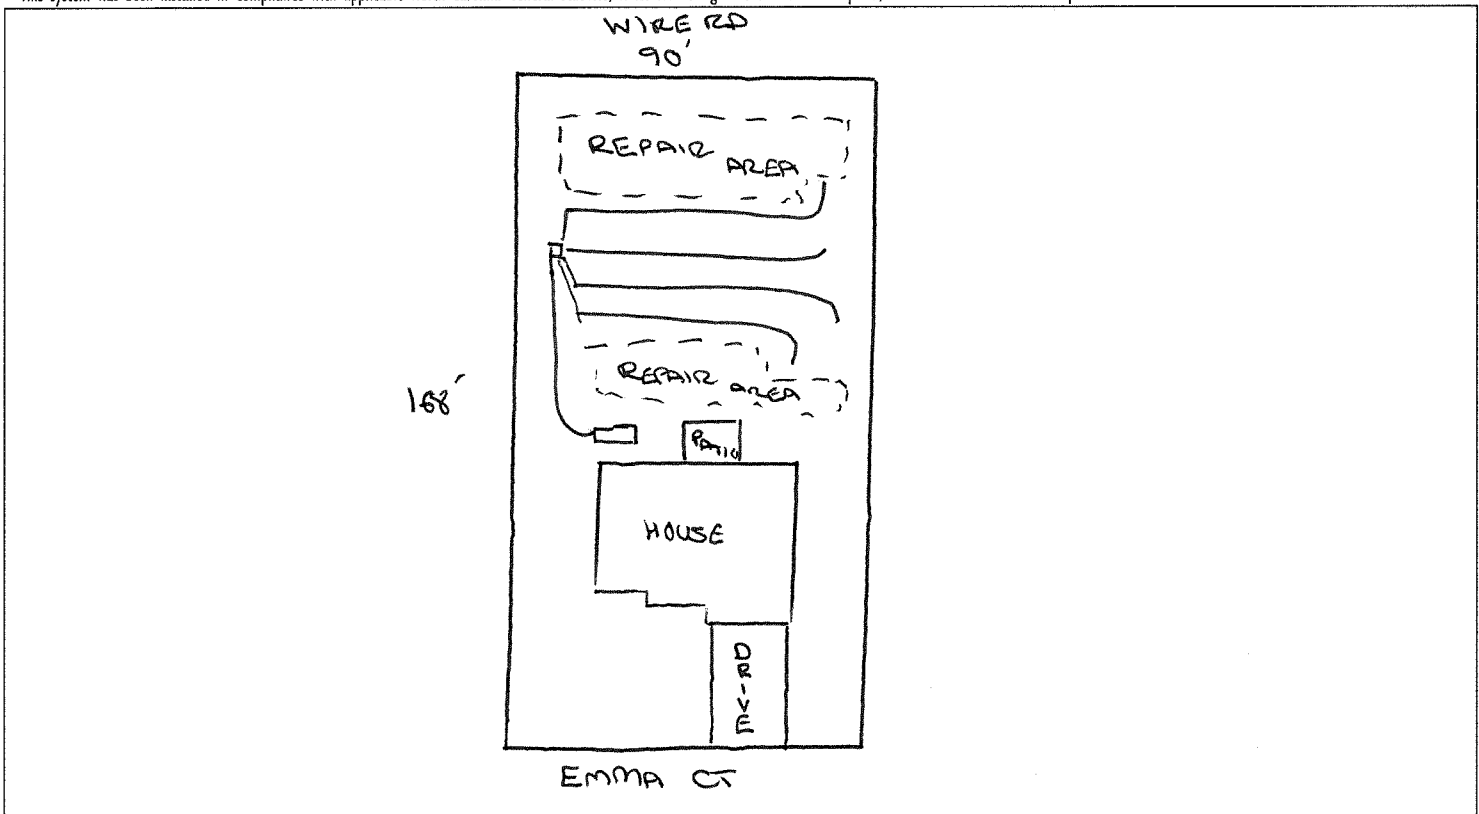 WIRE RD
90'
REPAIR AREA
REPAIR AREA
168'
PATIO
HOUSE
DRIVE
EMMA CT